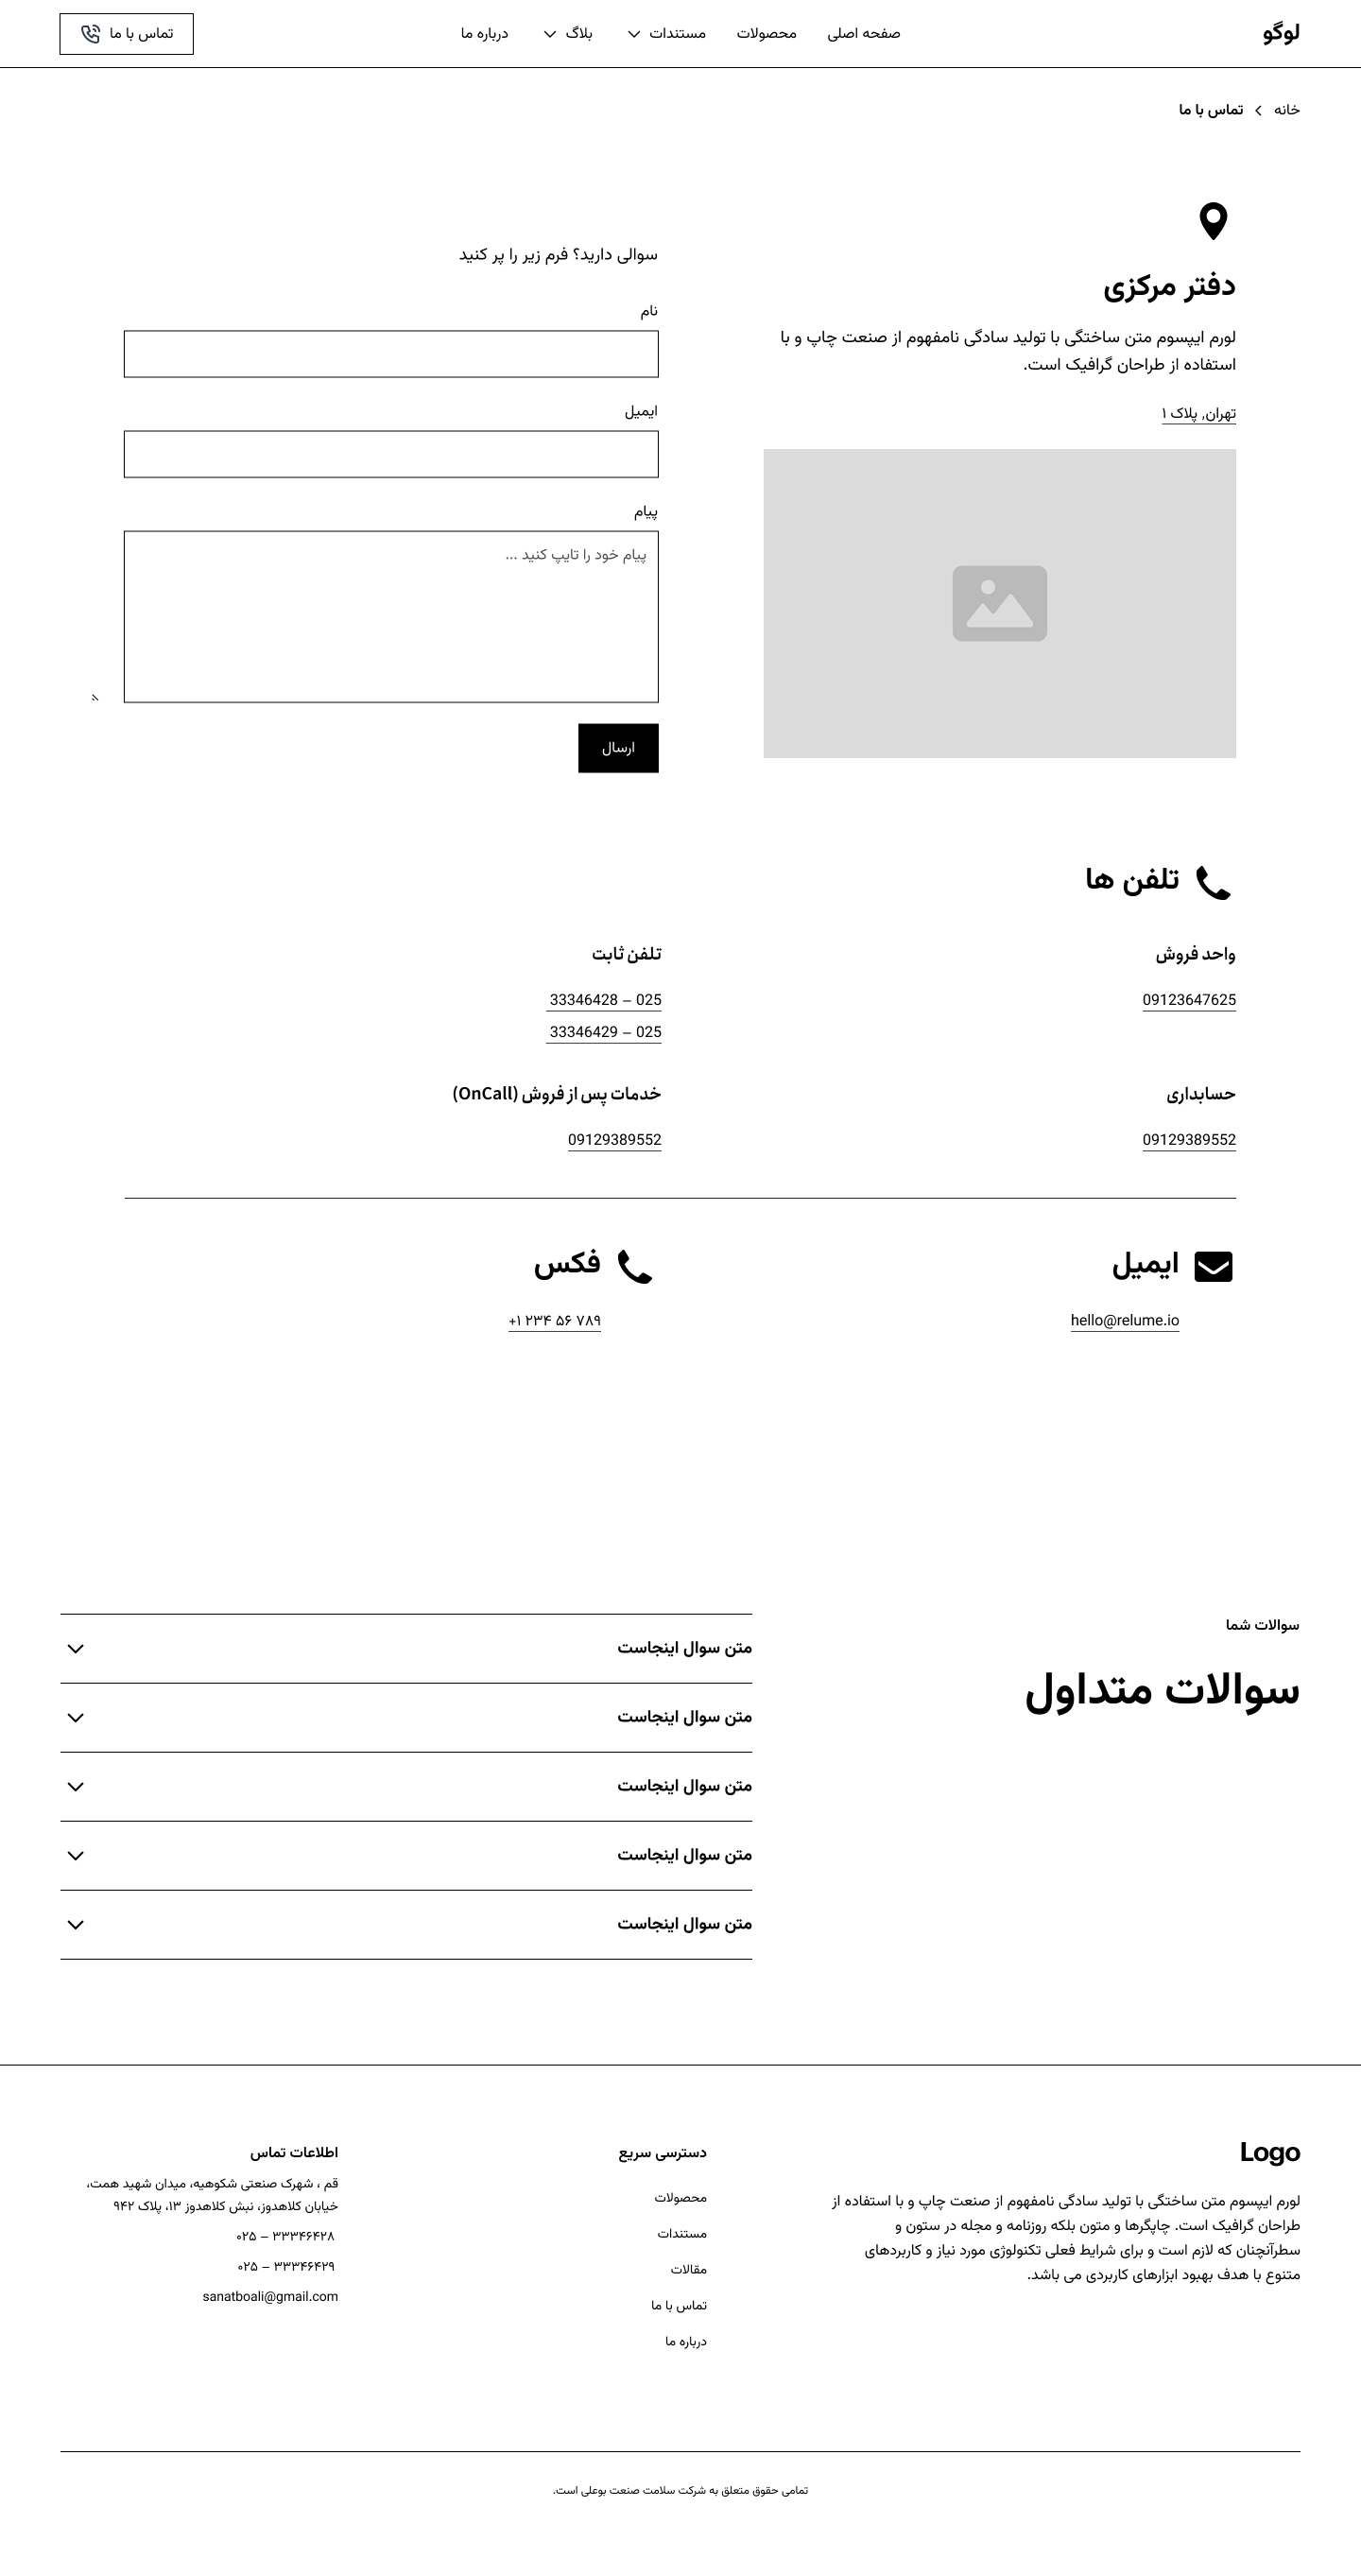 لوگو
صفحه اصلی
محصولات
مستندات
بلاگ
درباره ما
تماس با ما
خانه
تماس با ما
دفتر مرکزی
لورم ایپسوم متن ساختگی با تولید سادگی نامفهوم از صنعت چاپ و با
استفاده از طراحان گرافیک است.
تهران, پلاک ۱
سوالی دارید؟ فرم زیر را پر کنید
نام
ایمیل
پیام
پیام خود را تایپ کنید ...
ارسال
تلفن ها
واحد فروش
09123647625
تلفن ثابت
025 – 33346428
025 – 33346429
حسابداری
09129389552
خدمات پس از فروش (OnCall)
09129389552
ایمیل
hello@relume.io
فکس
+۱ ۲۳۴ ۵۶ ۷۸۹
سوالات شما
سوالات متداول
متن سوال اینجاست
متن سوال اینجاست
متن سوال اینجاست
متن سوال اینجاست
متن سوال اینجاست
Logo
لورم ایپسوم متن ساختگی با تولید سادگی نامفهوم از صنعت چاپ و با استفاده از
طراحان گرافیک است. چاپگرها و متون بلکه روزنامه و مجله در ستون و
سطرآنچنان که لازم است و برای شرایط فعلی تکنولوژی مورد نیاز و کاربردهای
متنوع با هدف بهبود ابزارهای کاربردی می باشد.
دسترسی سریع
محصولات
مستندات
مقالات
تماس با ما
درباره ما
اطلاعات تماس
قم ، شهرک صنعتی شکوهیه، میدان شهید همت،
خیابان کلاهدوز، نبش کلاهدوز ۱۳، پلاک ۹۴۲
۳۳۳۴۶۴۲۸ – ۰۲۵
۳۳۳۴۶۴۲۹ – ۰۲۵
sanatboali@gmail.com
تمامی حقوق متعلق به شرکت سلامت صنعت بوعلی است.